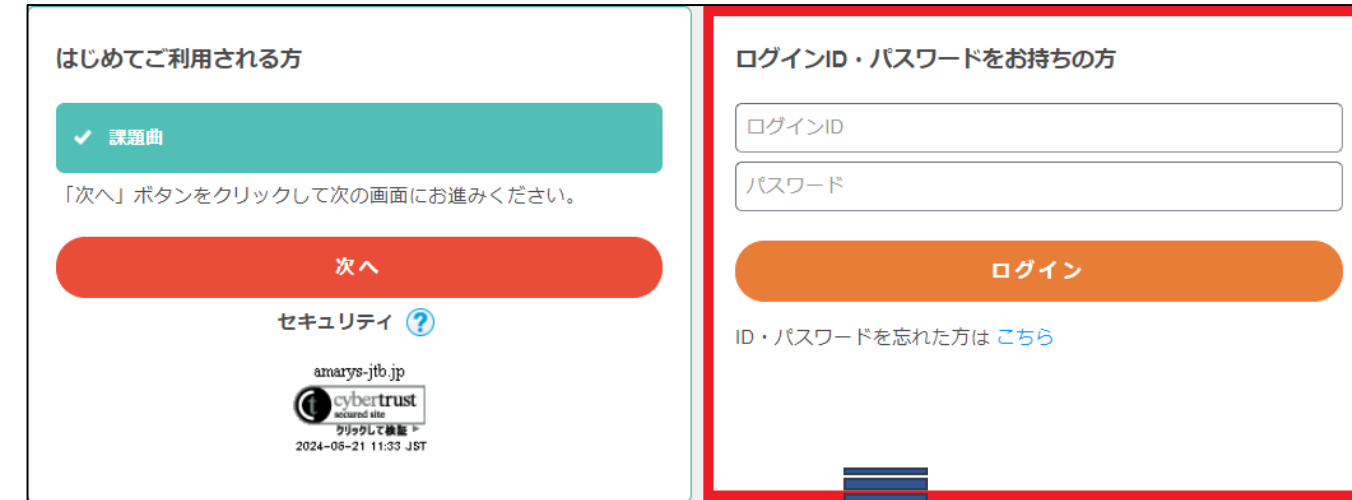 はじめてご利用される方
課題曲
「次へ」ボタンをクリックして次の画面にお進みください。
次へ
セキュリティ ?
amarys-jtb.jp
cybertrust
secured site
クリックして検証
2024-06-21 11:33 JST
ログインID・パスワードをお持ちの方
ログインID
パスワード
ログイン
ID・パスワードを忘れた方は こちら